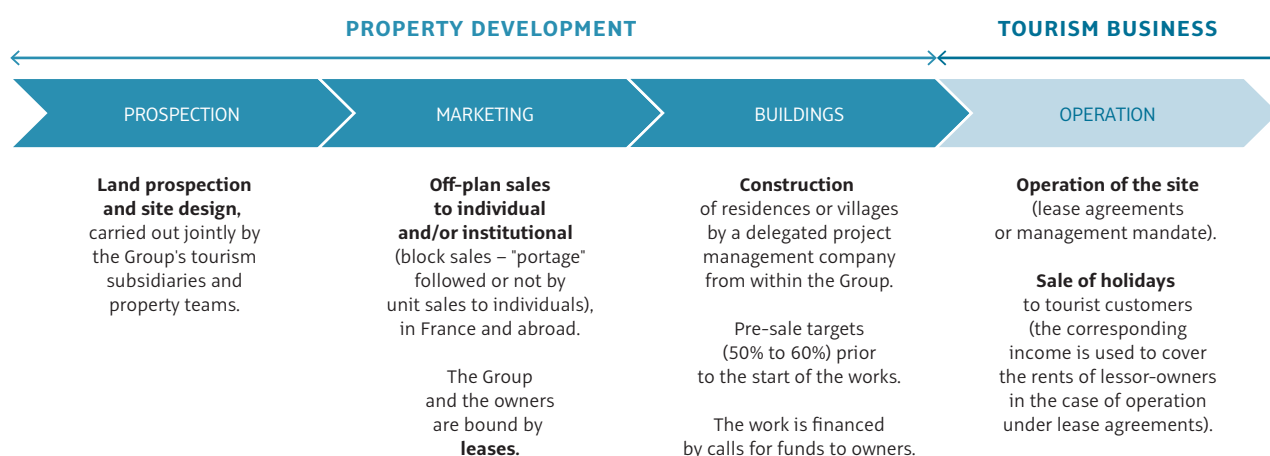 PROPERTY DEVELOPMENT
TOURISM BUSINESS
PROSPECTION
MARKETING
BUILDINGS
OPERATION
Land prospection
and site design,
carried out jointly by
the Group's tourism
subsidiaries and
property teams.
Off-plan sales
to individual
and/or institutional
(block sales – "portage"
followed or not by
unit sales to individuals),
in France and abroad.
The Group
and the owners
are bound by
leases.
Construction
of residences or villages
by a delegated project
management company
from within the Group.
Pre-sale targets
(50% to 60%) prior
to the start of the works.
The work is financed
by calls for funds to owners.
Operation of the site
(lease agreements
or management mandate).
Sale of holidays
to tourist customers
(the corresponding
income is used to cover
the rents of lessor-owners
in the case of operation
under lease agreements).